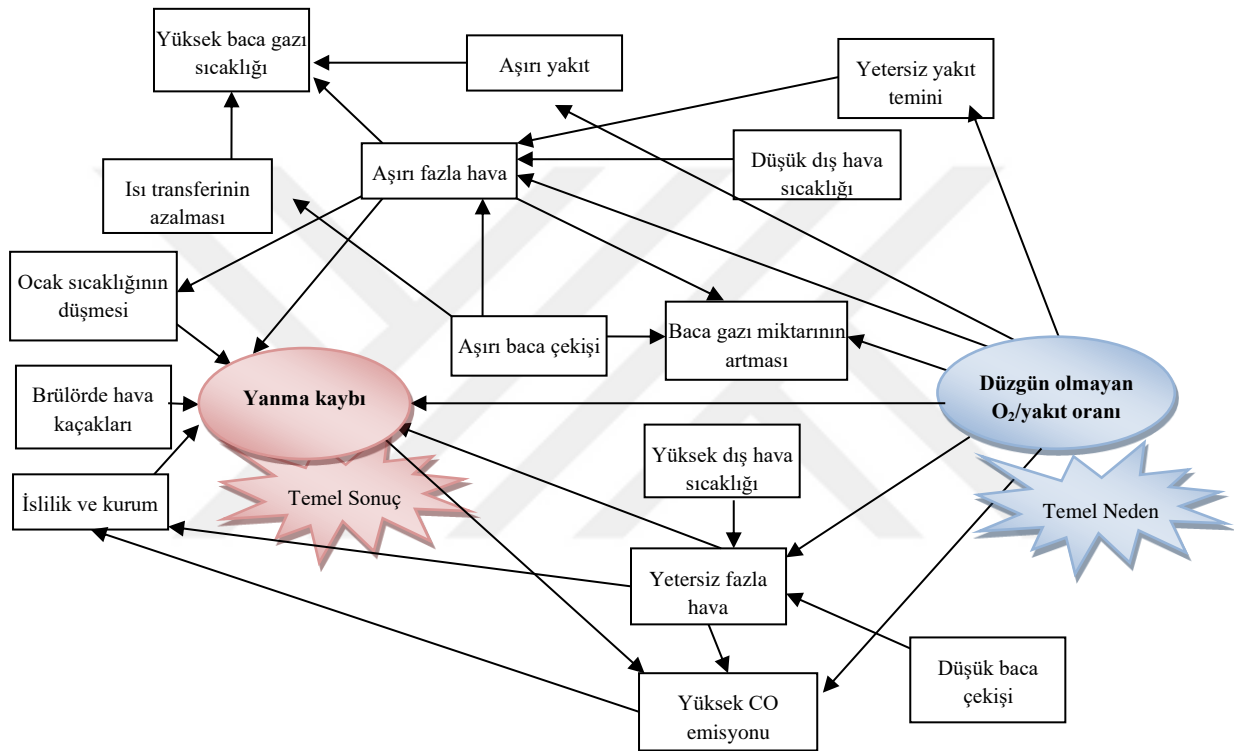 Yüksek baca gazı
sıcaklığı
Aşırı yakıt
Yetersiz yakıt
temini
Aşırı fazla hava
Düşük dış hava
sıcaklığı
Isı transferinin
azalması
Ocak sıcaklığının
düşmesi
Aşırı baca çekişi
Baca gazı miktarının
artması
Brülörde hava
kaçakları
Yanma kaybı
Düzgün olmayan
O₂/yakıt oranı
Yüksek dış hava
sıcaklığı
İslilik ve kurum
Temel Sonuç
Temel Neden
Yetersiz fazla
hava
Düşük baca
çekişi
Yüksek CO
emisyonu